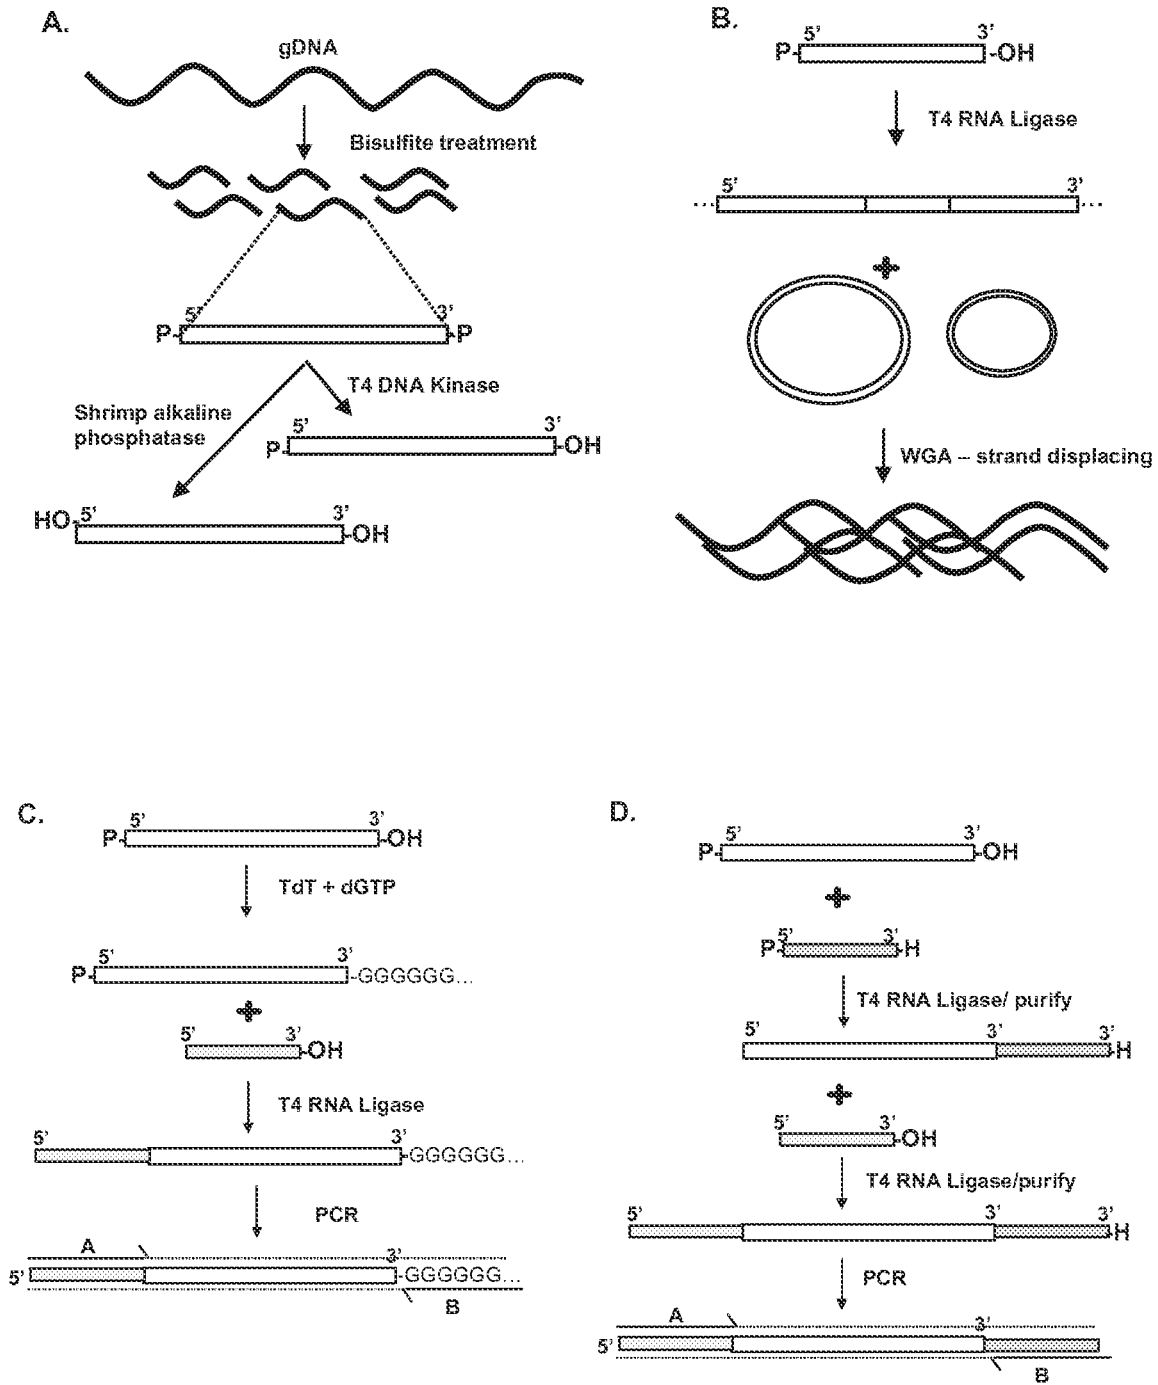 A.
gDNA
Bisulfite treatment
5' 3'
P- -P
T4 DNA Kinase
Shrimp alkaline
phosphatase
5' 3'
P- -OH
HO- 5' 3'
-OH
B.
5' 3'
P- -OH
T4 RNA Ligase
5' 3'
... ...
+
WGA – strand displacing
C.
5' 3'
P- -OH
TdT + dGTP
5' 3'
P- -GGGGGG...
+
5' 3'
-OH
T4 RNA Ligase
5' 3'
-GGGGGG...
PCR
A
3'
5' -GGGGGG...
B
D.
5' 3'
P- -OH
+
5' 3'
P- -H
T4 RNA Ligase/ purify
5' 3' 3'
-H
+
5' 3'
-OH
T4 RNA Ligase/purify
5' 3' 3'
-H
PCR
A
3'
5'
B